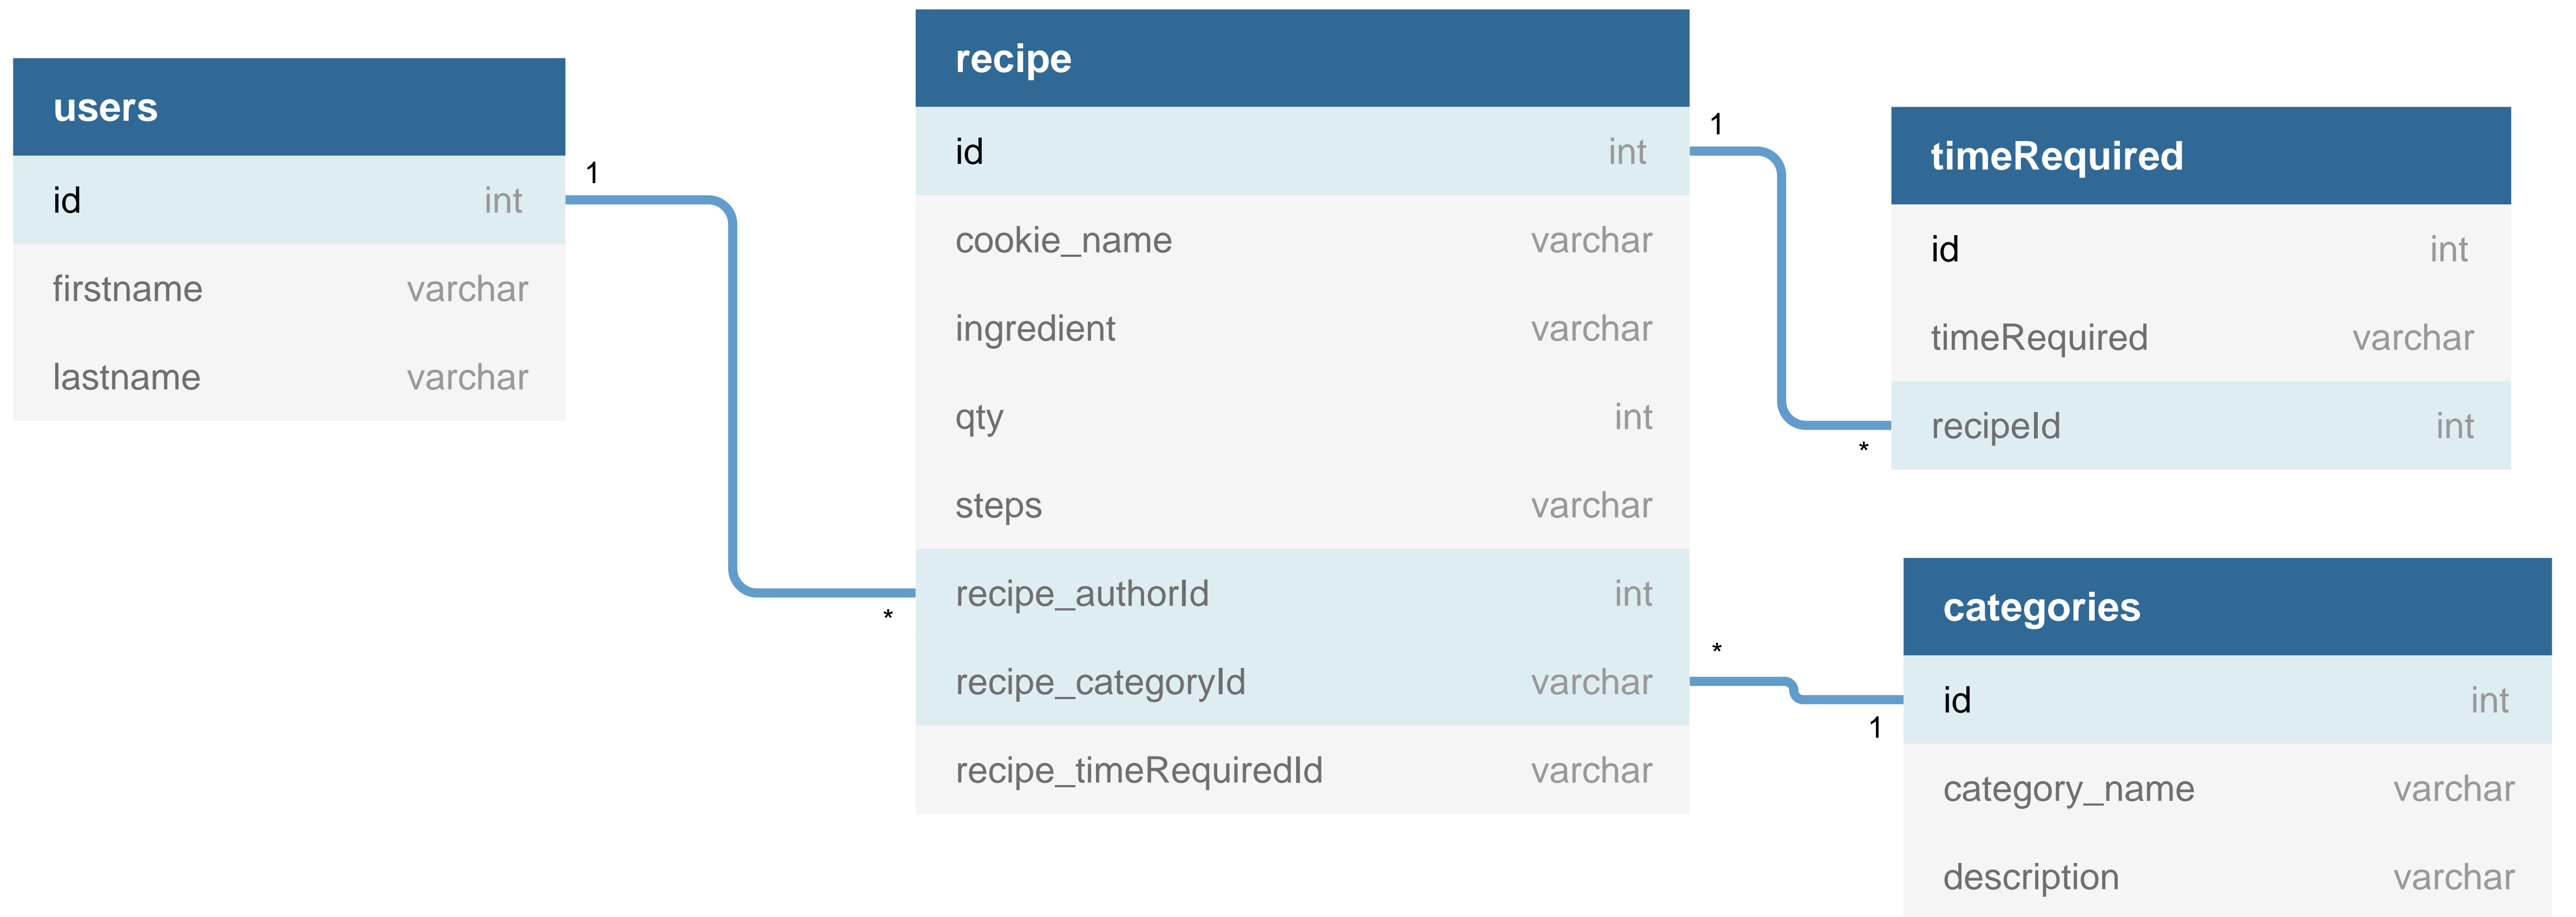 users
id int
firstname varchar
lastname varchar
1
*
recipe
id int
cookie_name varchar
ingredient varchar
qty int
steps varchar
recipe_authorId int
recipe_categoryId varchar
recipe_timeRequiredId varchar
1
*
timeRequired
id int
timeRequired varchar
recipeId int
*
1
categories
id int
category_name varchar
description varchar